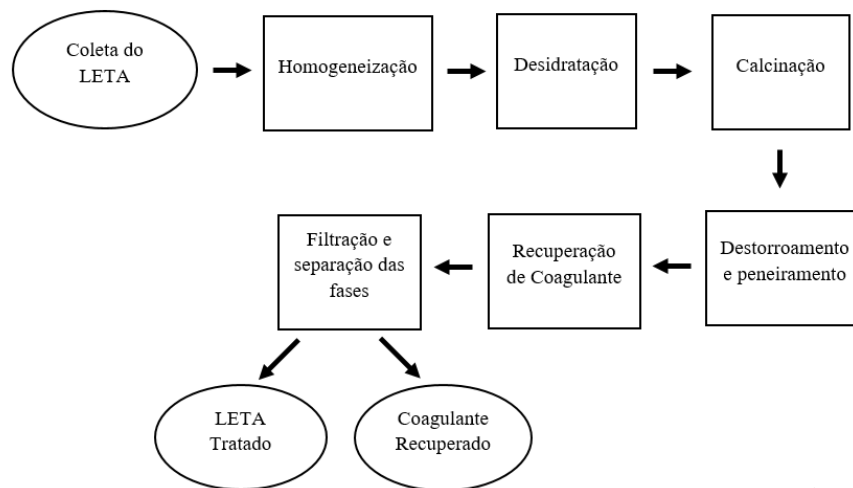 Coleta do
LETA
Homogeneização
Desidratação
Calcinação
Destorroamento
e peneiramento
Recuperação
de Coagulante
Filtração e
separação das
fases
LETA
Tratado
Coagulante
Recuperado